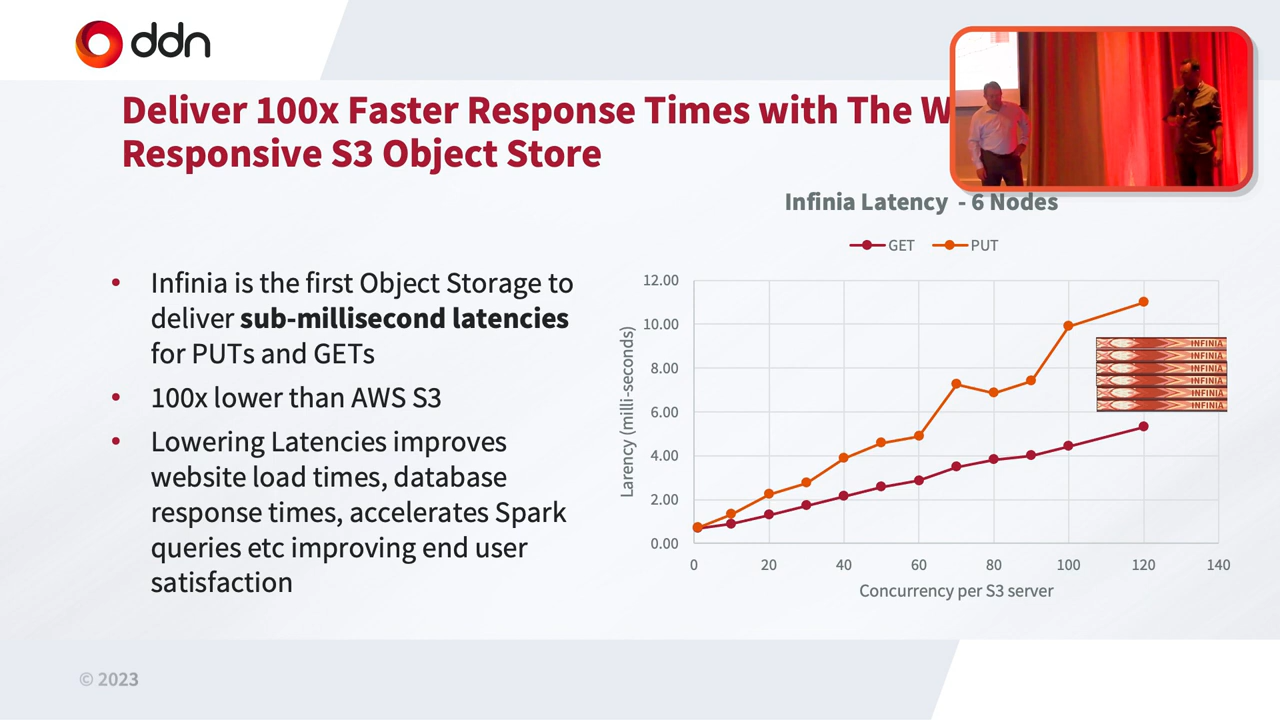 ddn
Deliver 100x Faster Response Times with The W
Responsive S3 Object Store
Infinia is the first Object Storage to
deliver sub-millisecond latencies
for PUTs and GETs
100x lower than AWS S3
Lowering Latencies improves
website load times, database
response times, accelerates Spark
queries etc improving end user
satisfaction
Infinia Latency - 6 Nodes
GET PUT
Larency (milli-seconds)
12.00
10.00
8.00
6.00
4.00
2.00
0.00
INFINIA
INFINIA
INFINIA
INFINIA
INFINIA
INFINIA
0 20 40 60 80 100 120 140
Concurrency per S3 server
© 2023